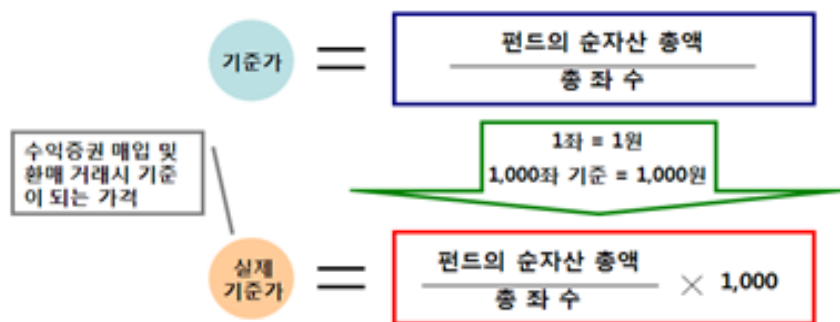 기준가
=
펀드의 순자산 총액
총 좌 수
수익증권 매입 및
환매 거래시 기준
이 되는 가격
1좌 = 1원
1,000좌 기준 = 1,000원
실제
기준가
=
펀드의 순자산 총액
총 좌 수
× 1,000